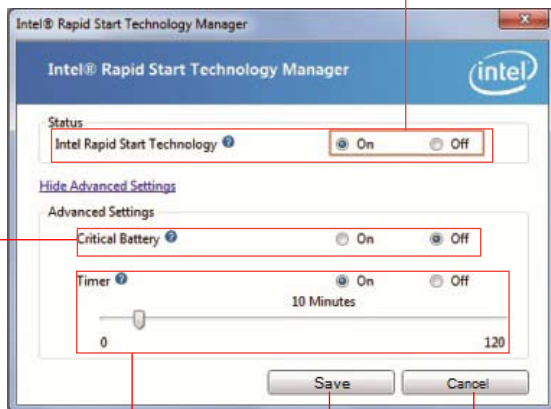 Intel® Rapid Start Technology Manager
Intel® Rapid Start Technology Manager
(intel)
Status
Intel Rapid Start Technology ? On Off
Hide Advanced Settings
Advanced Settings
Critical Battery ? On Off
Timer ? On Off
10 Minutes
0 120
Save Cancel